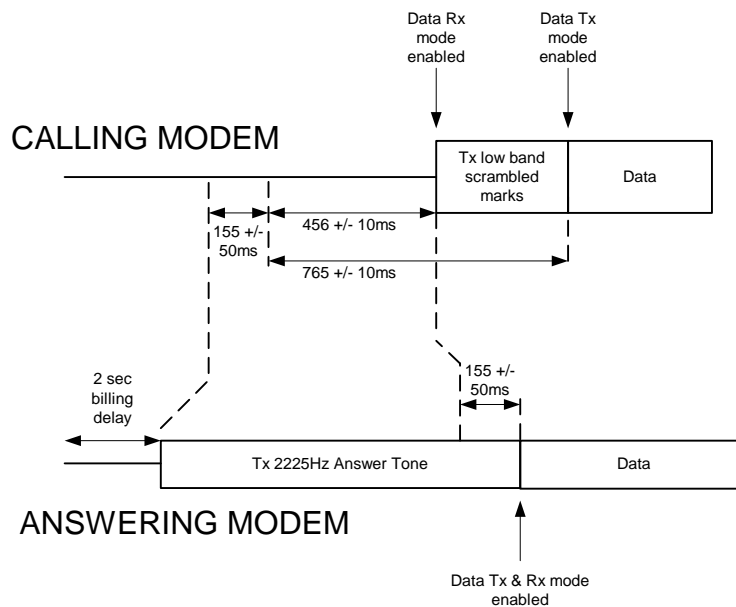 Data Rx
mode
enabled
Data Tx
mode
enabled
CALLING MODEM
Tx low band
scrambled
marks
Data
155 +/-
50ms
456 +/- 10ms
765 +/- 10ms
2 sec
billing
delay
155 +/-
50ms
Tx 2225Hz Answer Tone
Data
ANSWERING MODEM
Data Tx & Rx mode
enabled